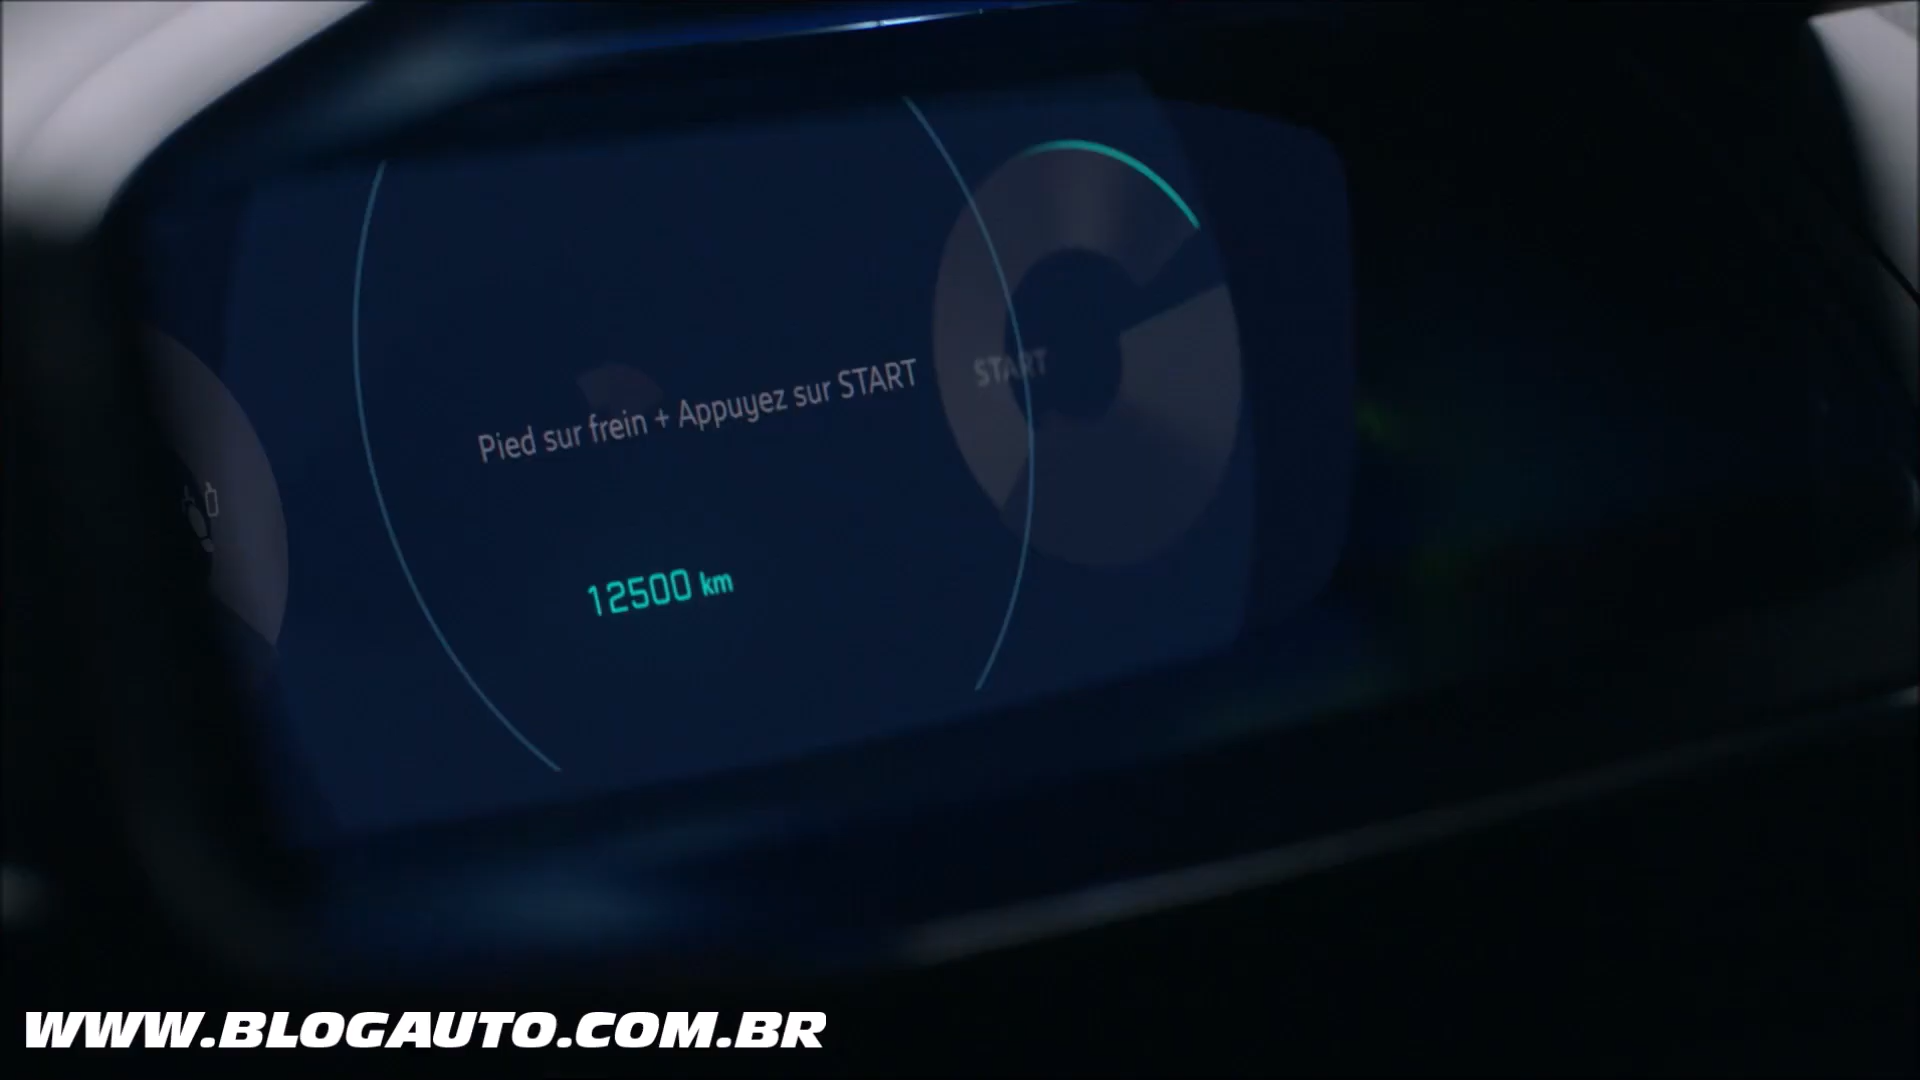 Pied sur frein + Appuyez sur START
START
12500 km
WWW.BLOGAUTO.COM.BR